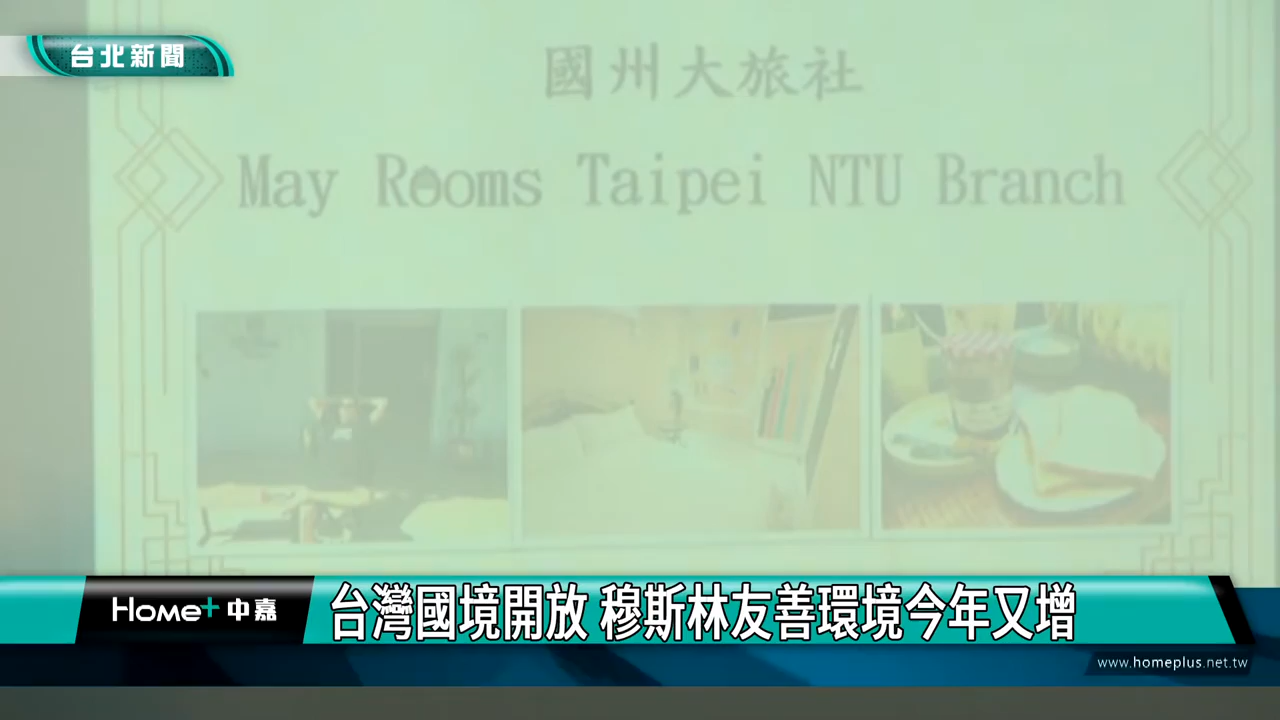 台北新聞
國州大旅社
May Rooms Taipei NTU Branch
Home+ 中嘉
台灣國境開放 穆斯林友善環境今年又增
www.homeplus.net.tw